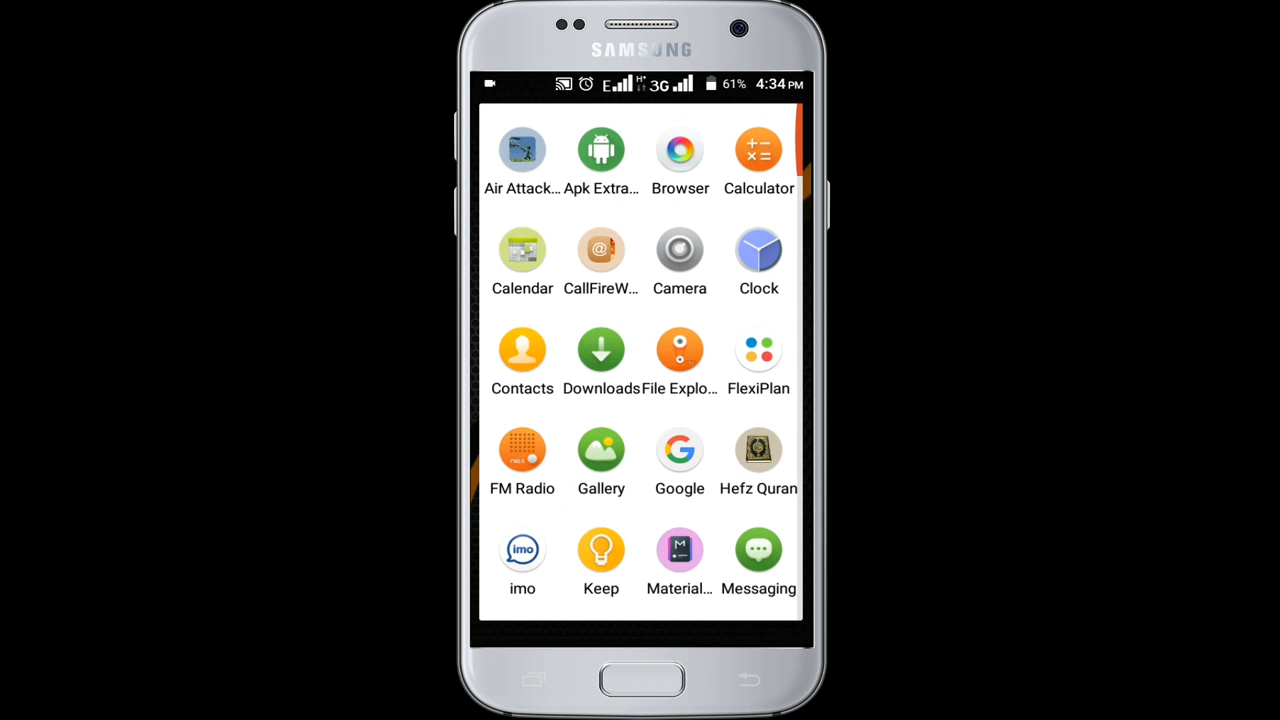 SAMSUNG
E H+ 3G 61% 4:34 PM
Air Attack... Apk Extra... Browser Calculator
@
Calendar CallFireW... Camera Clock
Contacts Downloads File Explo... FlexiPlan
FM Radio Gallery Google Hefz Quran
imo M
imo Keep Material... Messaging